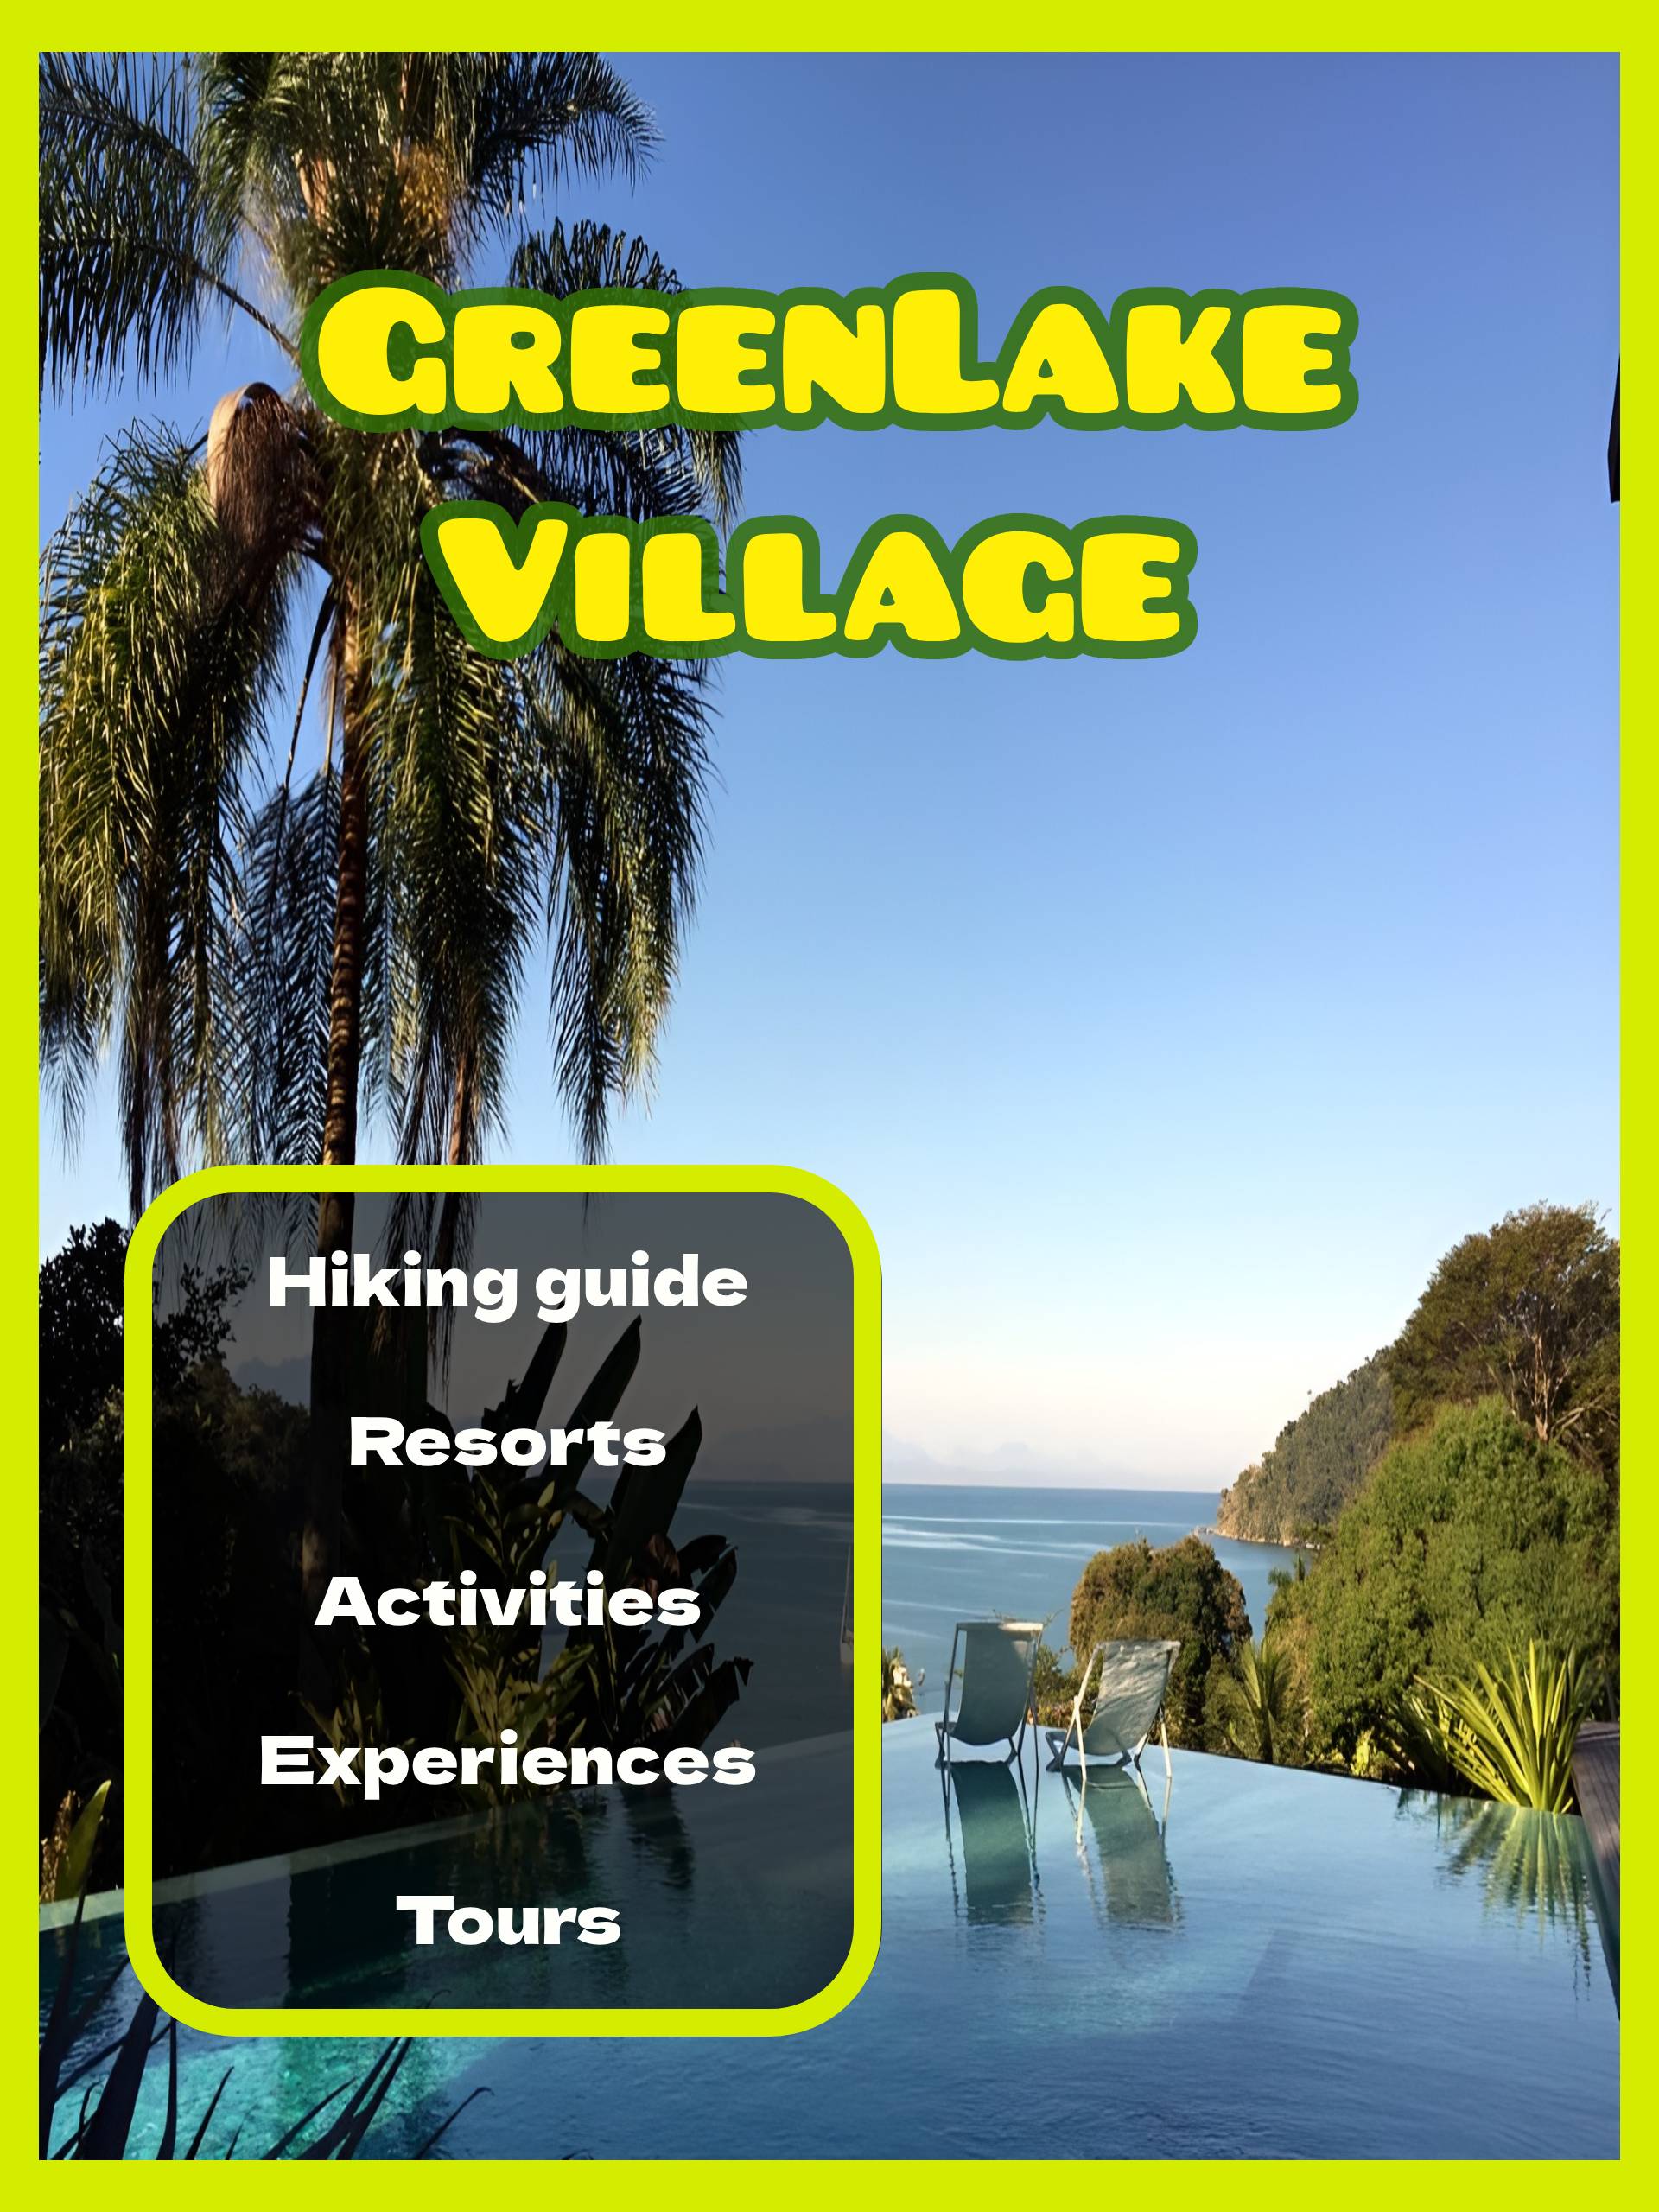 GreenLake
Village
Hiking guide
Resorts
Activities
Experiences
Tours